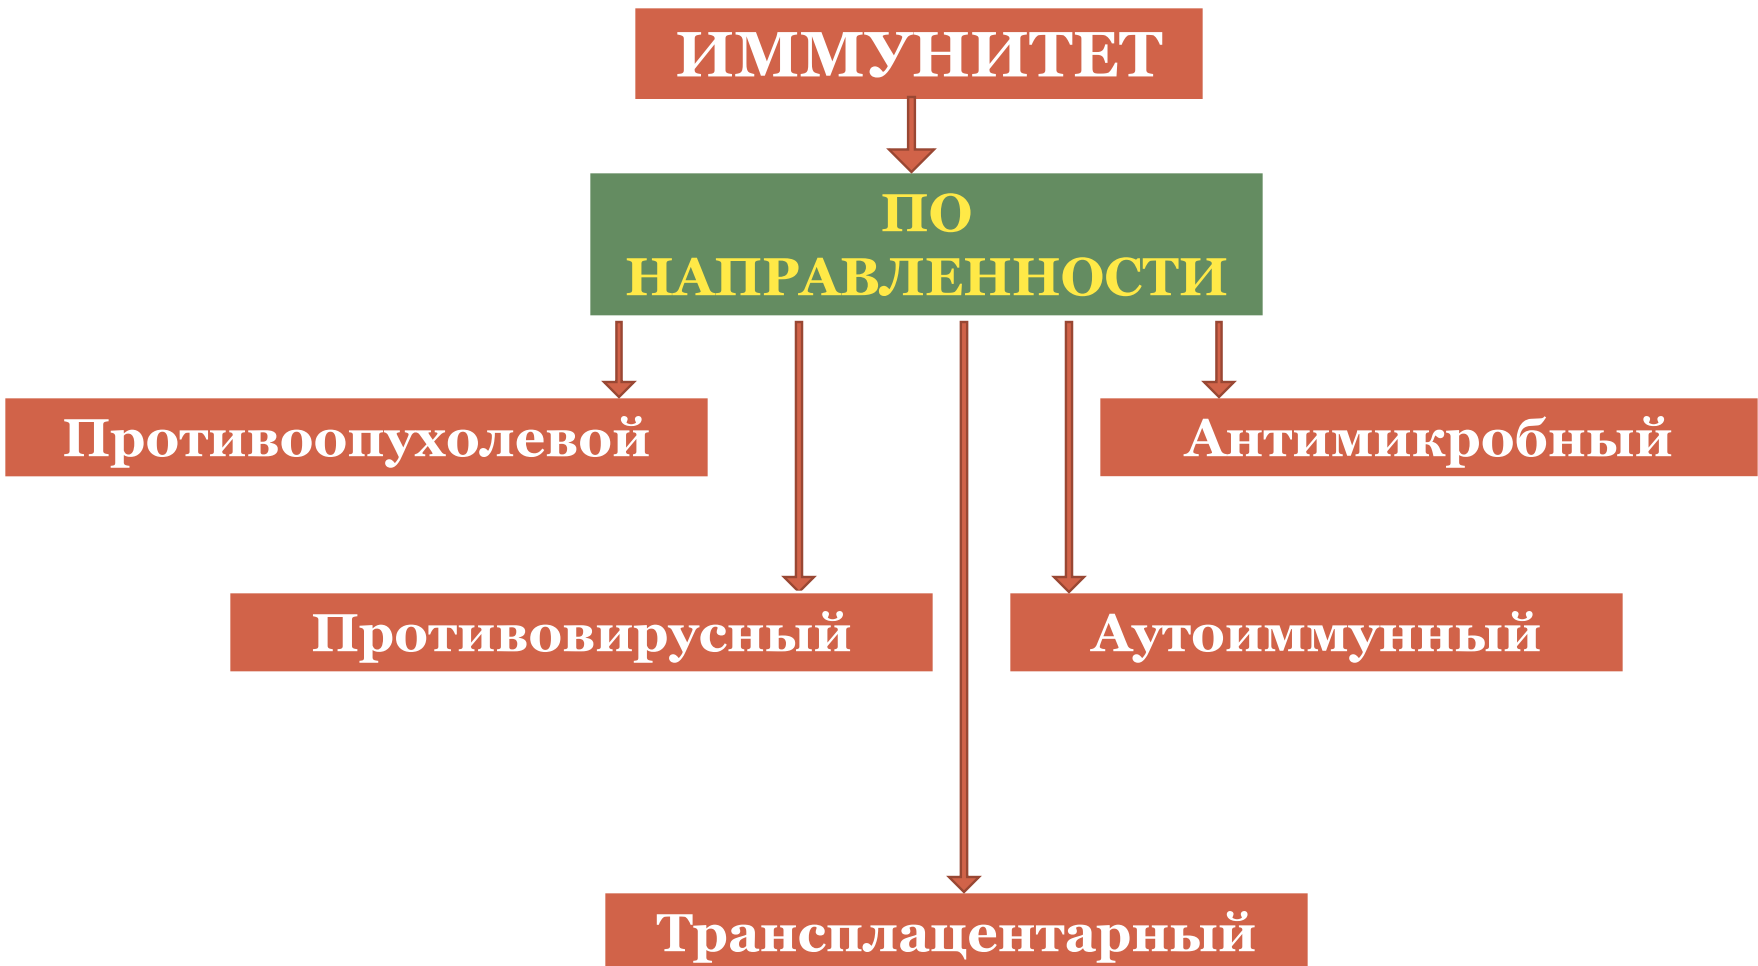 ИММУНИТЕТ
ПО
НАПРАВЛЕННОСТИ
Противоопухолевой
Антимикробный
Противовирусный
Аутоиммунный
Трансплацентарный